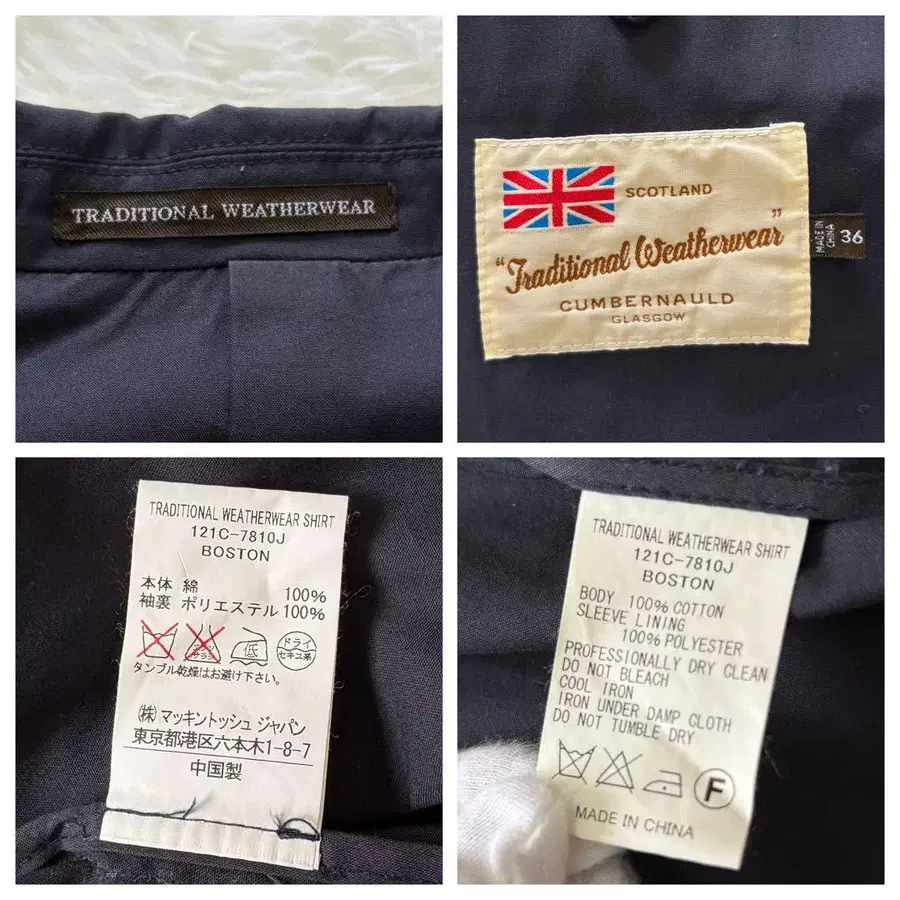 TRADITIONAL WEATHERWEAR
SCOTLAND
"Traditional Weatherwear"
CUMBERNAULD
GLASGOW
MADE IN
CHINA
36
TRADITIONAL WEATHERWEAR SHIRT
121C-7810J
BOSTON
本体 綿 100%
袖裏 ポリエステル 100%
低
ドライ
セキユ系
タンブル乾燥はお避け下さい。
(株)マッキントッシュ ジャパン
東京都港区六本木1-8-7
中国製
TRADITIONAL WEATHERWEAR SHIRT
121C-7810J
BOSTON
BODY 100% COTTON
SLEEVE LINING
100% POLYESTER
PROFESSIONALLY DRY CLEAN
DO NOT BLEACH
COOL IRON
IRON UNDER DAMP CLOTH
DO NOT TUMBLE DRY
F
MADE IN CHINA